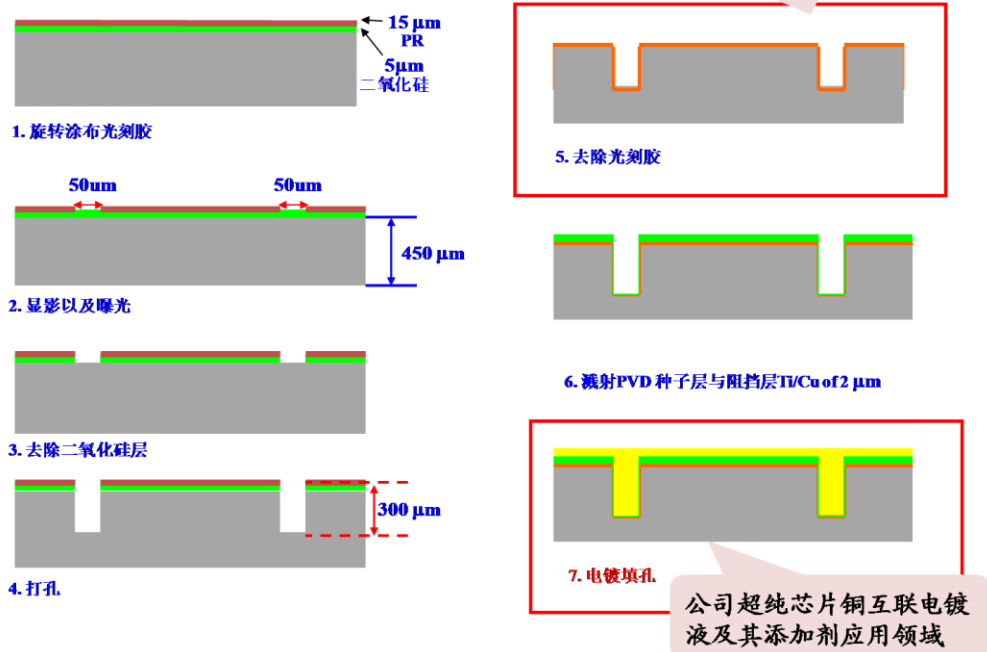 15 μm
PR
5μm
二氧化硅
1. 旋转涂布光刻胶
50um
50um
450 μm
2. 显影以及曝光
3. 去除二氧化硅层
300 μm
4. 打孔
5. 去除光刻胶
6. 溅射PVD 种子层与阻挡层Ti/Cu of 2 μm
7. 电镀填孔
公司超纯芯片铜互联电镀
液及其添加剂应用领域